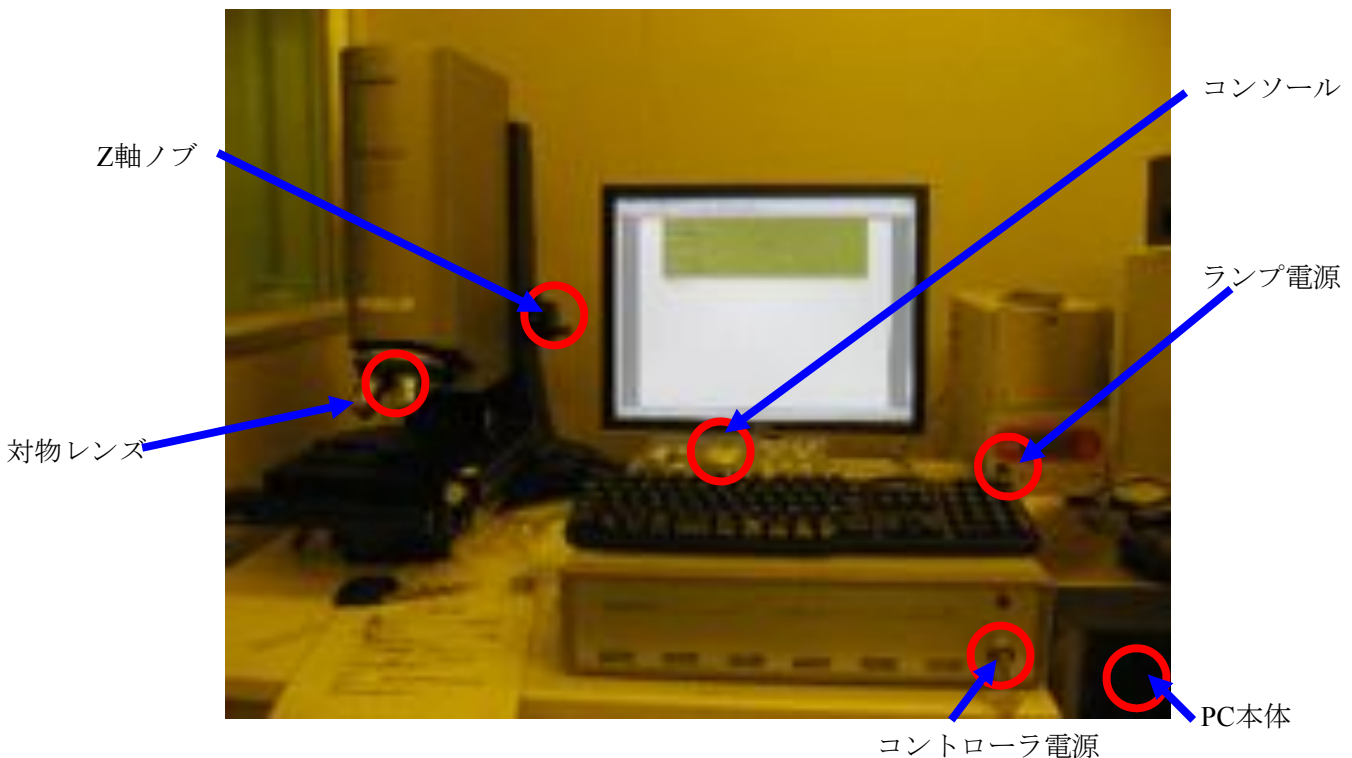 コンソール
Z軸ノブ
ランプ電源
対物レンズ
PC本体
コントローラ電源